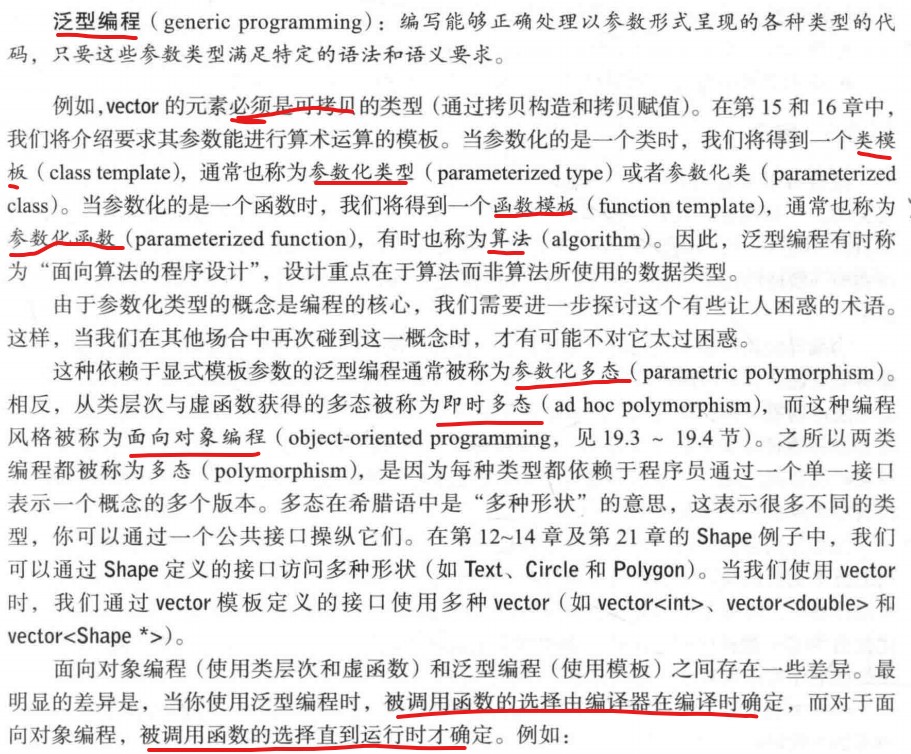 泛型编程（generic programming）：编写能够正确处理以参数形式呈现的各种类型的代
码，只要这些参数类型满足特定的语法和语义要求。
例如，vector 的元素必须是可拷贝的类型（通过拷贝构造和拷贝赋值）。在第 15 和 16 章中，
我们将介绍要求其参数能进行算术运算的模板。当参数化的是一个类时，我们将得到一个类模
板（class template），通常也称为参数化类型（parameterized type）或者参数化类（parameterized
class）。当参数化的是一个函数时，我们将得到一个函数模板（function template），通常也称为
参数化函数（parameterized function），有时也称为算法（algorithm）。因此，泛型编程有时称
为“面向算法的程序设计”，设计重点在于算法而非算法所使用的数据类型。
由于参数化类型的概念是编程的核心，我们需要进一步探讨这个有些让人困惑的术语。
这样，当我们在其他场合中再次碰到这一概念时，才有可能不对它太过困惑。
这种依赖于显式模板参数的泛型编程通常被称为参数化多态（parametric polymorphism）。
相反，从类层次与虚函数获得的多态被称为即时多态（ad hoc polymorphism），而这种编程
风格被称为面向对象编程（object-oriented programming，见 19.3 ~ 19.4 节）。之所以两类
编程都被称为多态（polymorphism），是因为每种类型都依赖于程序员通过一个单一接口
表示一个概念的多个版本。多态在希腊语中是“多种形状”的意思，这表示很多不同的类
型，你可以通过一个公共接口操纵它们。在第 12~14 章及第 21 章的 Shape 例子中，我们
可以通过 Shape 定义的接口访问多种形状（如 Text、Circle 和 Polygon）。当我们使用 vector
时，我们通过 vector 模板定义的接口使用多种 vector（如 vector<int>、vector<double> 和
vector<Shape *>）。
面向对象编程（使用类层次和虚函数）和泛型编程（使用模板）之间存在一些差异。最
明显的差异是，当你使用泛型编程时，被调用函数的选择由编译器在编译时确定，而对于面
向对象编程，被调用函数的选择直到运行时才确定。例如：